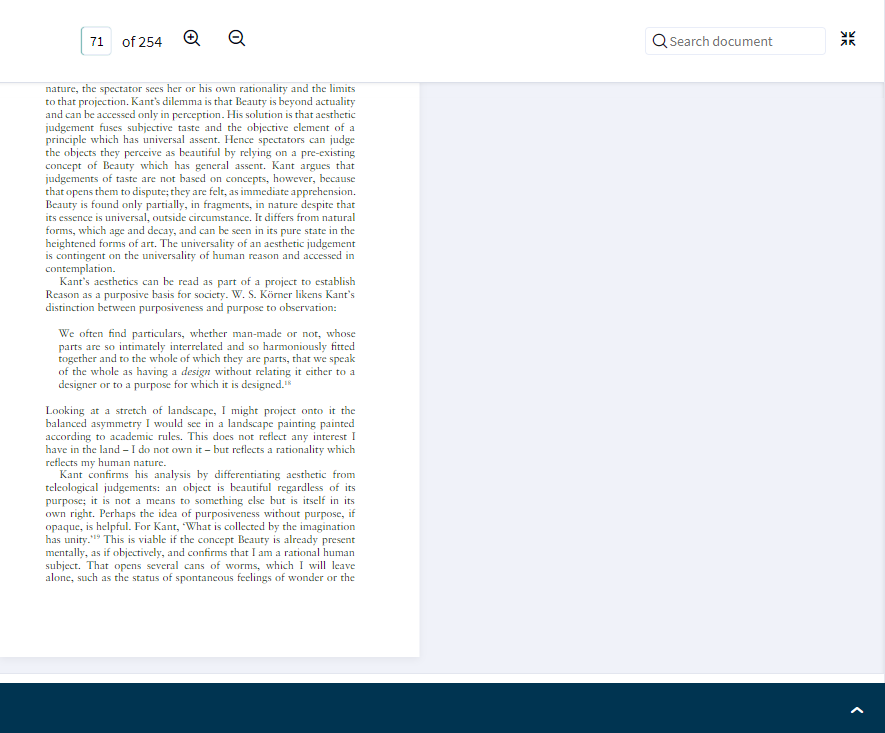 71 of 254 Search document
nature, the spectator sees her or his own rationality and the limits
to that projection. Kant's dilemma is that Beauty is beyond actuality
and can be accessed only in perception. His solution is that aesthetic
judgement fuses subjective taste and the objective element of a
principle which has universal assent. Hence spectators can judge
the objects they perceive as beautiful by relying on a pre-existing
concept of Beauty which has general assent. Kant argues that
judgements of taste are not based on concepts, however, because
that opens them to dispute; they are felt, as immediate apprehension.
Beauty is found only partially, in fragments, in nature despite that
its essence is universal, outside circumstance. It differs from natural
forms, which age and decay, and can be seen in its pure state in the
heightened forms of art. The universality of an aesthetic judgement
is contingent on the universality of human reason and accessed in
contemplation.
Kant's aesthetics can be read as part of a project to establish
Reason as a purposive basis for society. W. S. Körner likens Kant's
distinction between purposiveness and purpose to observation:
We often find particulars, whether man-made or not, whose
parts are so intimately interrelated and so harmoniously fitted
together and to the whole of which they are parts, that we speak
of the whole as having a design without relating it either to a
designer or to a purpose for which it is designed.¹⁸
Looking at a stretch of landscape, I might project onto it the
balanced asymmetry I would see in a landscape painting painted
according to academic rules. This does not reflect any interest I
have in the land – I do not own it – but reflects a rationality which
reflects my human nature.
Kant confirms his analysis by differentiating aesthetic from
teleological judgements: an object is beautiful regardless of its
purpose; it is not a means to something else but is itself in its
own right. Perhaps the idea of purposiveness without purpose, if
opaque, is helpful. For Kant, 'What is collected by the imagination
has unity.'¹⁹ This is viable if the concept Beauty is already present
mentally, as if objectively, and confirms that I am a rational human
subject. That opens several cans of worms, which I will leave
alone, such as the status of spontaneous feelings of wonder or the